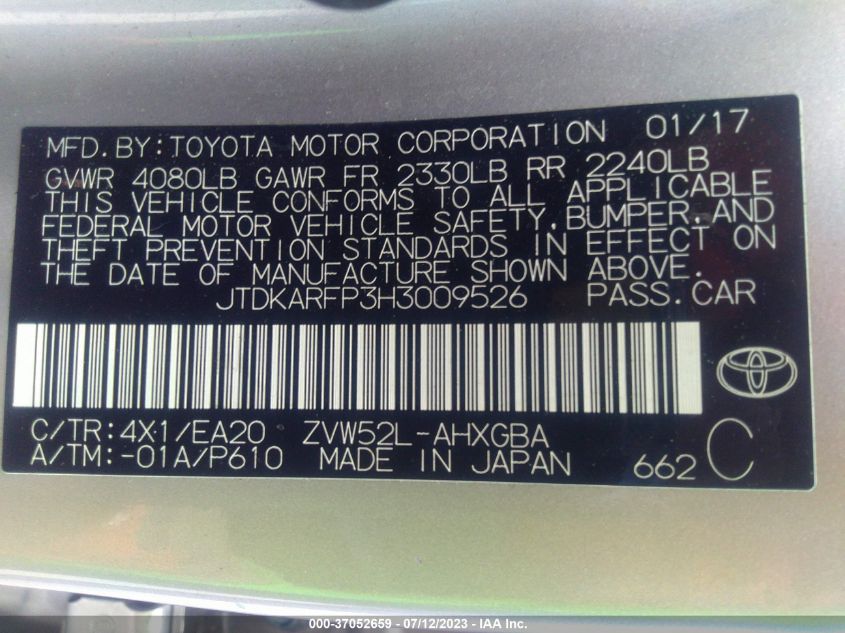 MFD.BY:TOYOTA MOTOR CORPORATION 01/17
GVWR 4080LB GAWR FR 2330LB RR 2240LB
THIS VEHICLE CONFORMS TO ALL APPLICABLE
FEDERAL MOTOR VEHICLE SAFETY,BUMPER,AND
THEFT PREVENTION STANDARDS IN EFFECT ON
THE DATE OF MANUFACTURE SHOWN ABOVE.
JTDKARFP3H3009526 PASS.CAR
C/TR:4X1/EA20 ZVW52L-AHXGBA
A/TM:-01A/P610 MADE IN JAPAN 662 C
000-37052659 - 07/12/2023 - IAA Inc.